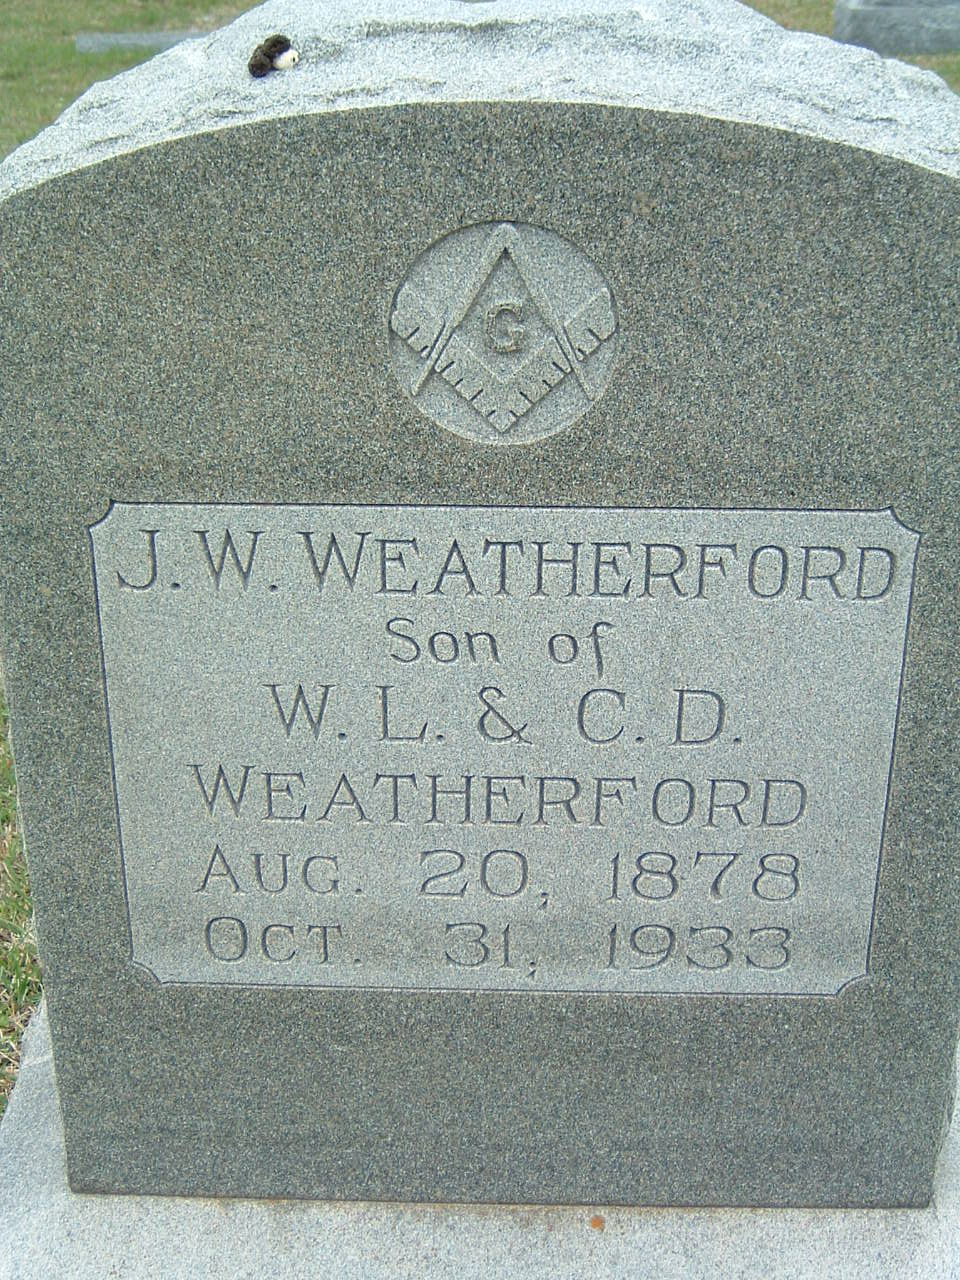 G
J. W. WEATHERFORD
Son of
W. L. & C. D.
WEATHERFORD
AUG. 20, 1878
OCT. 31, 1933